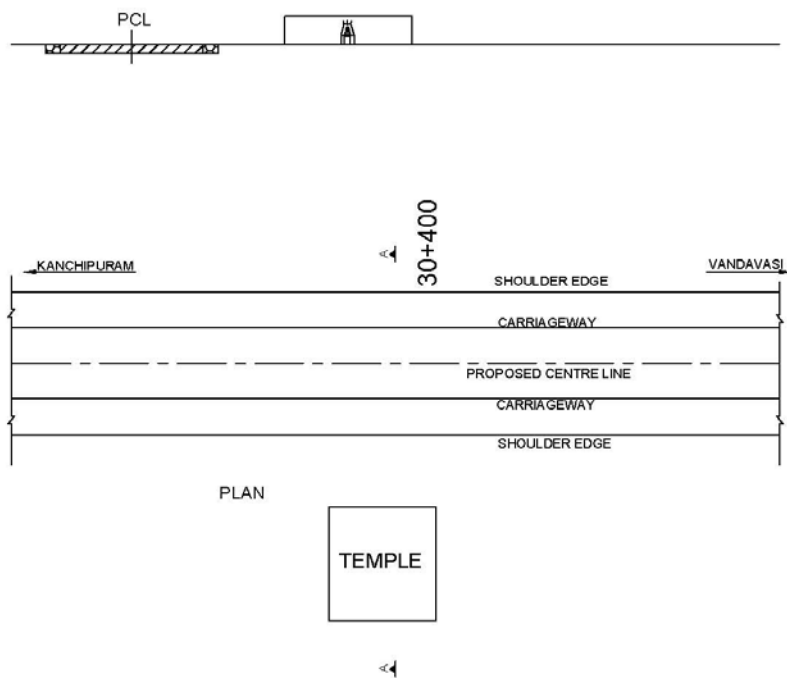 PCL
A
30+400
KANCHIPURAM
VANDAVASI
SHOULDER EDGE
CARRIAGEWAY
PROPOSED CENTRE LINE
CARRIAGEWAY
SHOULDER EDGE
PLAN
TEMPLE
A